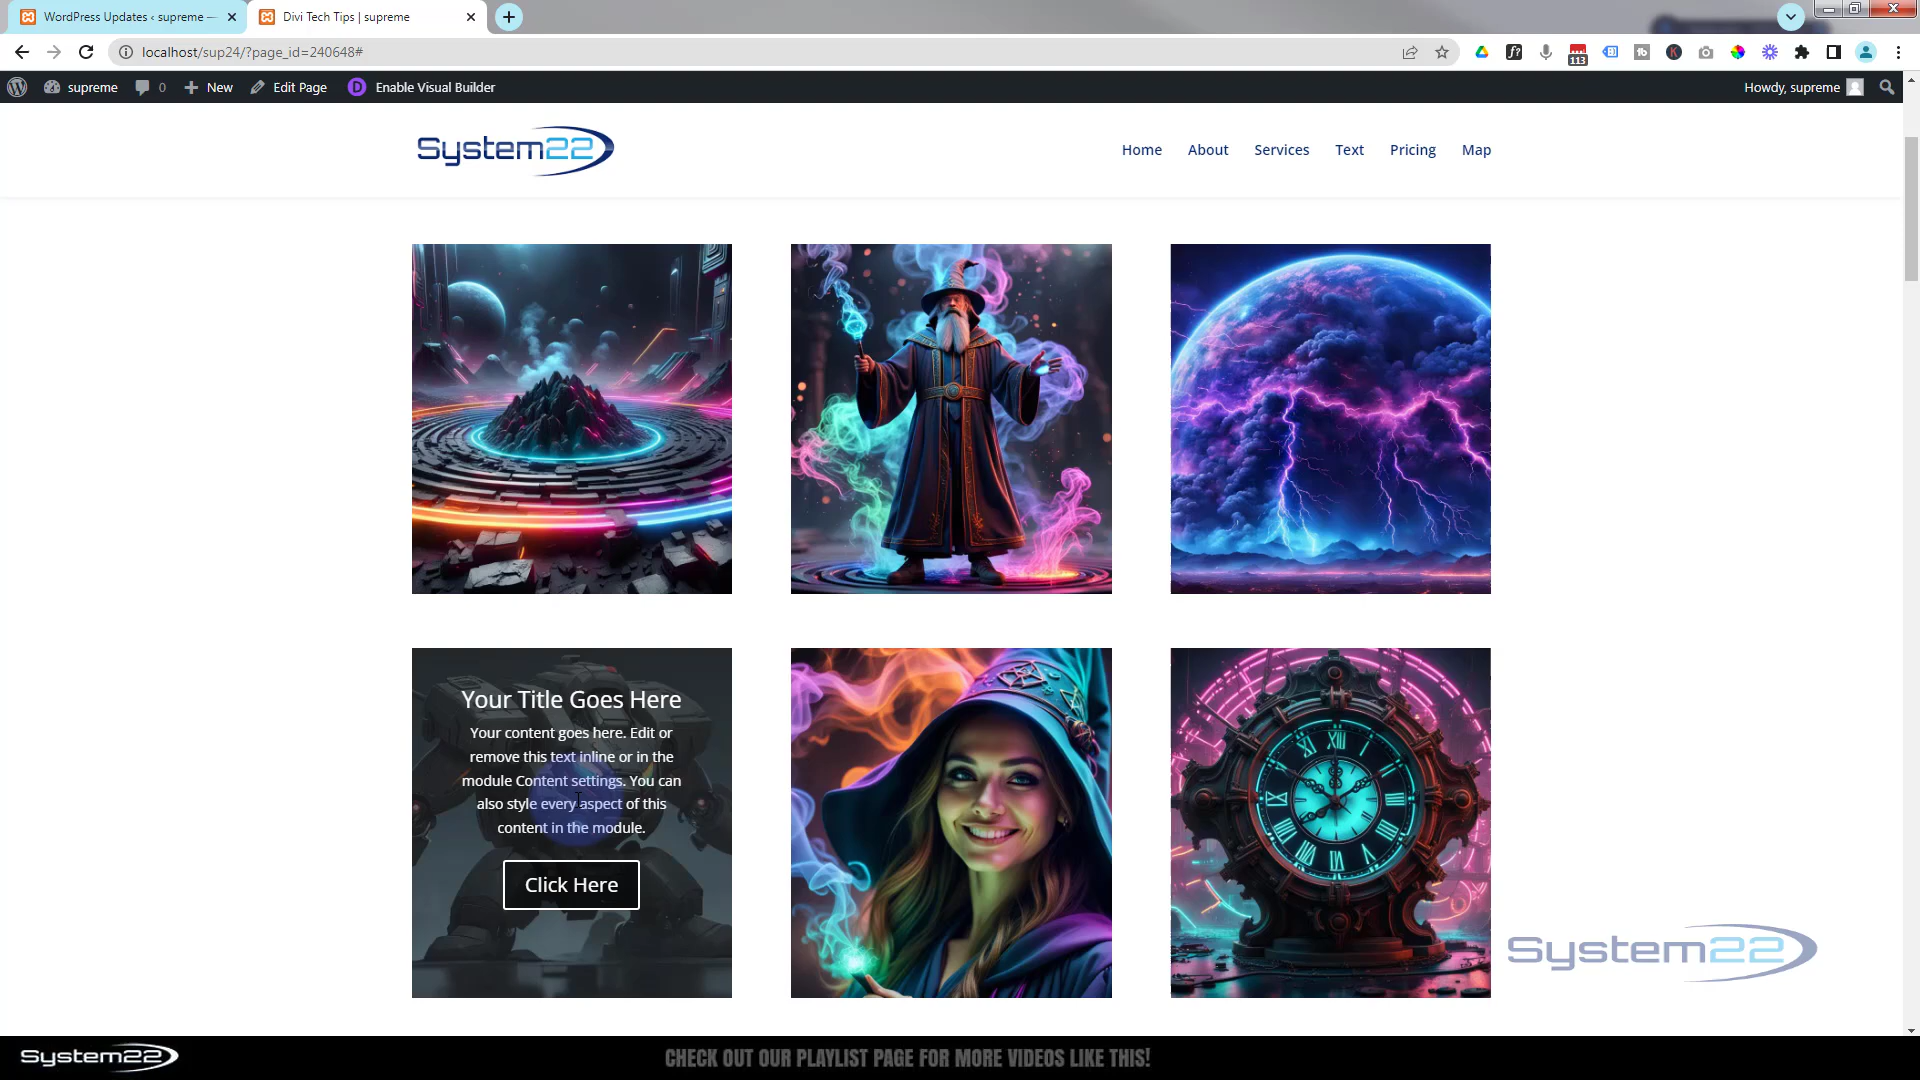 WordPress Updates ‹ supreme —
Divi Tech Tips | supreme
localhost/sup24/?page_id=240648#
113
supreme
0
New
Edit Page
Enable Visual Builder
Howdy, supreme
System22
Home
About
Services
Text
Pricing
Map
Your Title Goes Here
Your content goes here. Edit or
remove this text inline or in the
module Content settings. You can
also style every aspect of this
content in the module.
Click Here
System22
System22
CHECK OUT OUR PLAYLIST PAGE FOR MORE VIDEOS LIKE THIS!